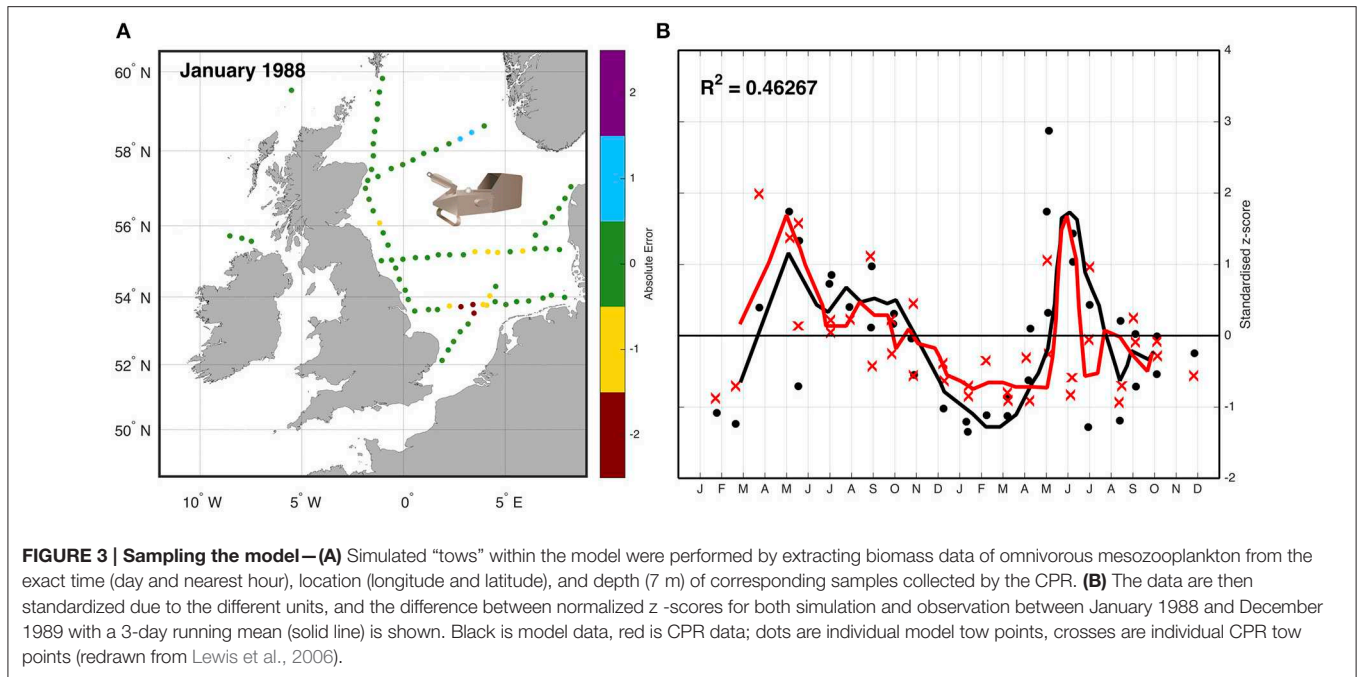 A
B
60° N
58° N
56° N
54° N
52° N
50° N
10° W
5° W
0°
5° E
January 1988
2
1
0
-1
-2
Absolute Error
R² = 0.46267
4
3
2
1
0
-1
-2
Standardised z-score
J F M A M J J A S O N D J F M A M J J A S O N D
FIGURE 3 | Sampling the model—(A) Simulated “tows” within the model were performed by extracting biomass data of omnivorous mesozooplankton from the
exact time (day and nearest hour), location (longitude and latitude), and depth (7 m) of corresponding samples collected by the CPR. (B) The data are then
standardized due to the different units, and the difference between normalized z -scores for both simulation and observation between January 1988 and December
1989 with a 3-day running mean (solid line) is shown. Black is model data, red is CPR data; dots are individual model tow points, crosses are individual CPR tow
points (redrawn from Lewis et al., 2006).